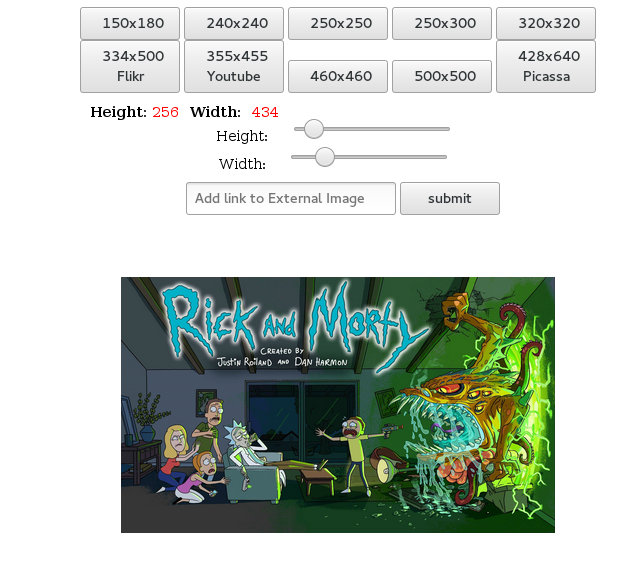 150x180 240x240 250x250 250x300 320x320
334x500 355x455 428x640
Flikr Youtube 460x460 500x500 Picassa
Height: 256 Width: 434
Height:
Width:
Add link to External Image submit
RICK AND MORTY
CREATED BY
JUSTIN ROILAND AND DAN HARMON